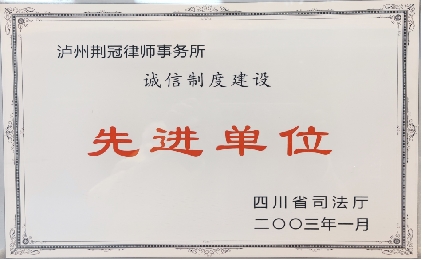 泸州荆冠律师事务所
诚信制度建设
先进单位
四川省司法厅
二〇〇三年一月